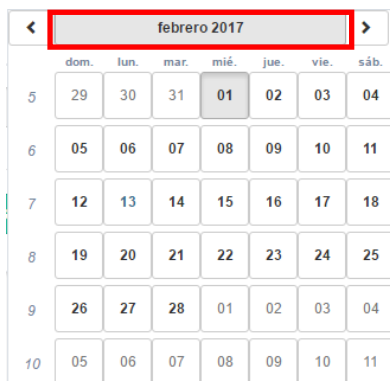 febrero 2017
dom. lun. mar. mié. jue. vie. sáb.
5 29 30 31 01 02 03 04
6 05 06 07 08 09 10 11
7 12 13 14 15 16 17 18
8 19 20 21 22 23 24 25
9 26 27 28 01 02 03 04
10 05 06 07 08 09 10 11